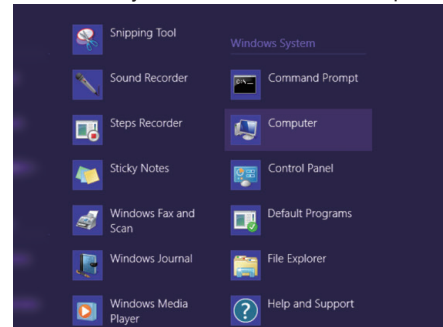 Snipping Tool
Sound Recorder
Steps Recorder
Sticky Notes
Windows Fax and
Scan
Windows Journal
Windows Media
Player
Windows System
Command Prompt
Computer
Control Panel
Default Programs
File Explorer
Help and Support